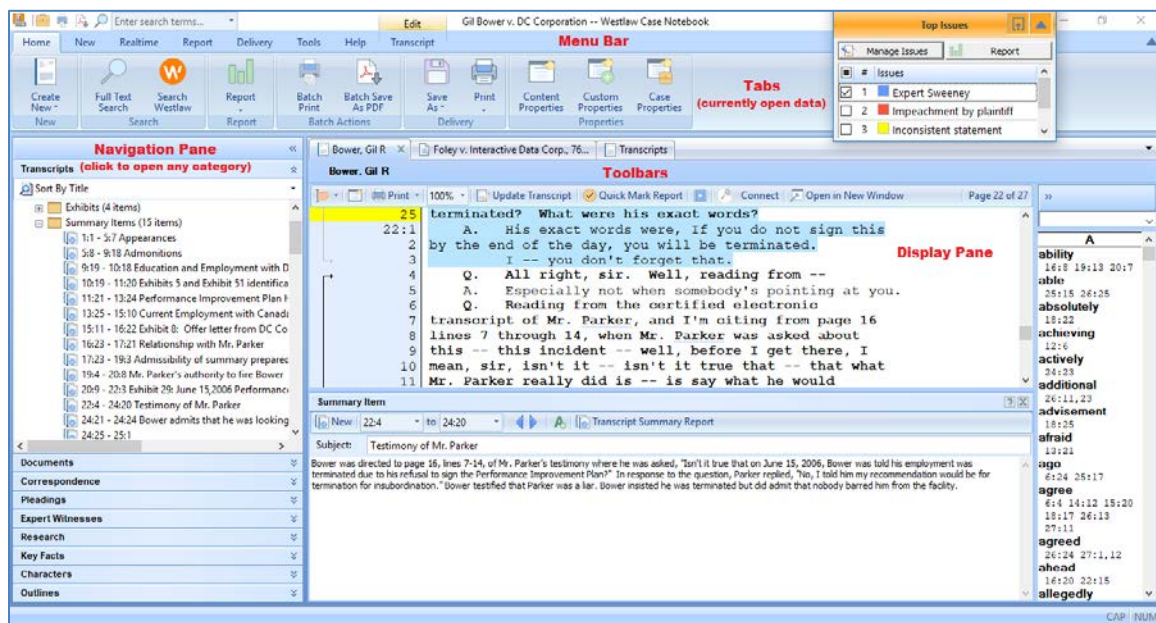 Enter search terms...
Edit
Gil Bower v. DC Corporation -- Westlaw Case Notebook
Home New Realtime Report Delivery Tools Help Transcript
Menu Bar
Create New
Full Text Search
Search Westlaw
Report
Batch Print
Batch Save As PDF
Save As
Print
Content Properties
Custom Properties
Case Properties
New
Search
Report
Batch Actions
Delivery
Properties
Tabs
(currently open data)
Top Issues
Manage Issues
Report
# Issues
1 Expert Sweeney
2 Impeachment by plaintiff
3 Inconsistent statement
Navigation Pane
Transcripts (click to open any category)
Sort By Title
Exhibits (4 items)
Summary Items (15 items)
1:1 - 5:7 Appearances
5:8 - 9:18 Admonitions
9:19 - 10:18 Education and Employment with D
10:19 - 11:20 Exhibits 5 and Exhibit 51 identifica
11:21 - 13:24 Performance Improvement Plan H
13:25 - 15:10 Current Employment with Canada
15:11 - 16:22 Exhibit 8: Offer letter from DC Co
16:23 - 17:21 Relationship with Mr. Parker
17:23 - 19:3 Admissibility of summary prepared
19:4 - 20:8 Mr. Parker's authority to fire Bower
20:9 - 22:3 Exhibit 29: June 15,2006 Performance
22:4 - 24:20 Testimony of Mr. Parker
24:21 - 24:24 Bower admits that he was looking
24:25 - 25:1
Documents
Correspondence
Pleadings
Expert Witnesses
Research
Key Facts
Characters
Outlines
Bower, Gil R
Foley v. Interactive Data Corp., 76...
Transcripts
Bower, Gil R
Toolbars
Print
100%
Update Transcript
Quick Mark Report
Connect
Open in New Window
Page 22 of 27
25 terminated? What were his exact words?
22:1 A. His exact words were, If you do not sign this
2 by the end of the day, you will be terminated.
3 I -- you don't forget that.
4 Q. All right, sir. Well, reading from --
5 A. Especially not when somebody's pointing at you.
6 Q. Reading from the certified electronic
7 transcript of Mr. Parker, and I'm citing from page 16
8 lines 7 through 14, when Mr. Parker was asked about
9 this -- this incident -- well, before I get there, I
10 mean, sir, isn't it -- isn't it true that -- that what
11 Mr. Parker really did is -- is say what he would
Display Pane
Summary Item
New 22:4 to 24:20 Transcript Summary Report
Subject: Testimony of Mr. Parker
Bower was directed to page 16, lines 7-14, of Mr. Parker's testimony where he was asked, "Isn't it true that on June 15, 2006, Bower was told his employment was
terminated due to his refusal to sign the Performance Improvement Plan?" In response to the question, Parker replied, "No, I told him my recommendation would be for
termination for insubordination." Bower testified that Parker was a liar. Bower insisted he was terminated but did admit that nobody barred him from the facility.
A
ability
16:8 19:13 20:7
able
25:15 26:25
absolutely
18:22
achieving
12:6
actively
24:23
additional
26:11,23
advisement
18:25
afraid
13:21
ago
6:24 25:17
agree
6:4 14:12 15:20
18:17 26:13
27:11
agreed
26:24 27:1,12
ahead
16:20 22:15
allegedly
CAP NUM